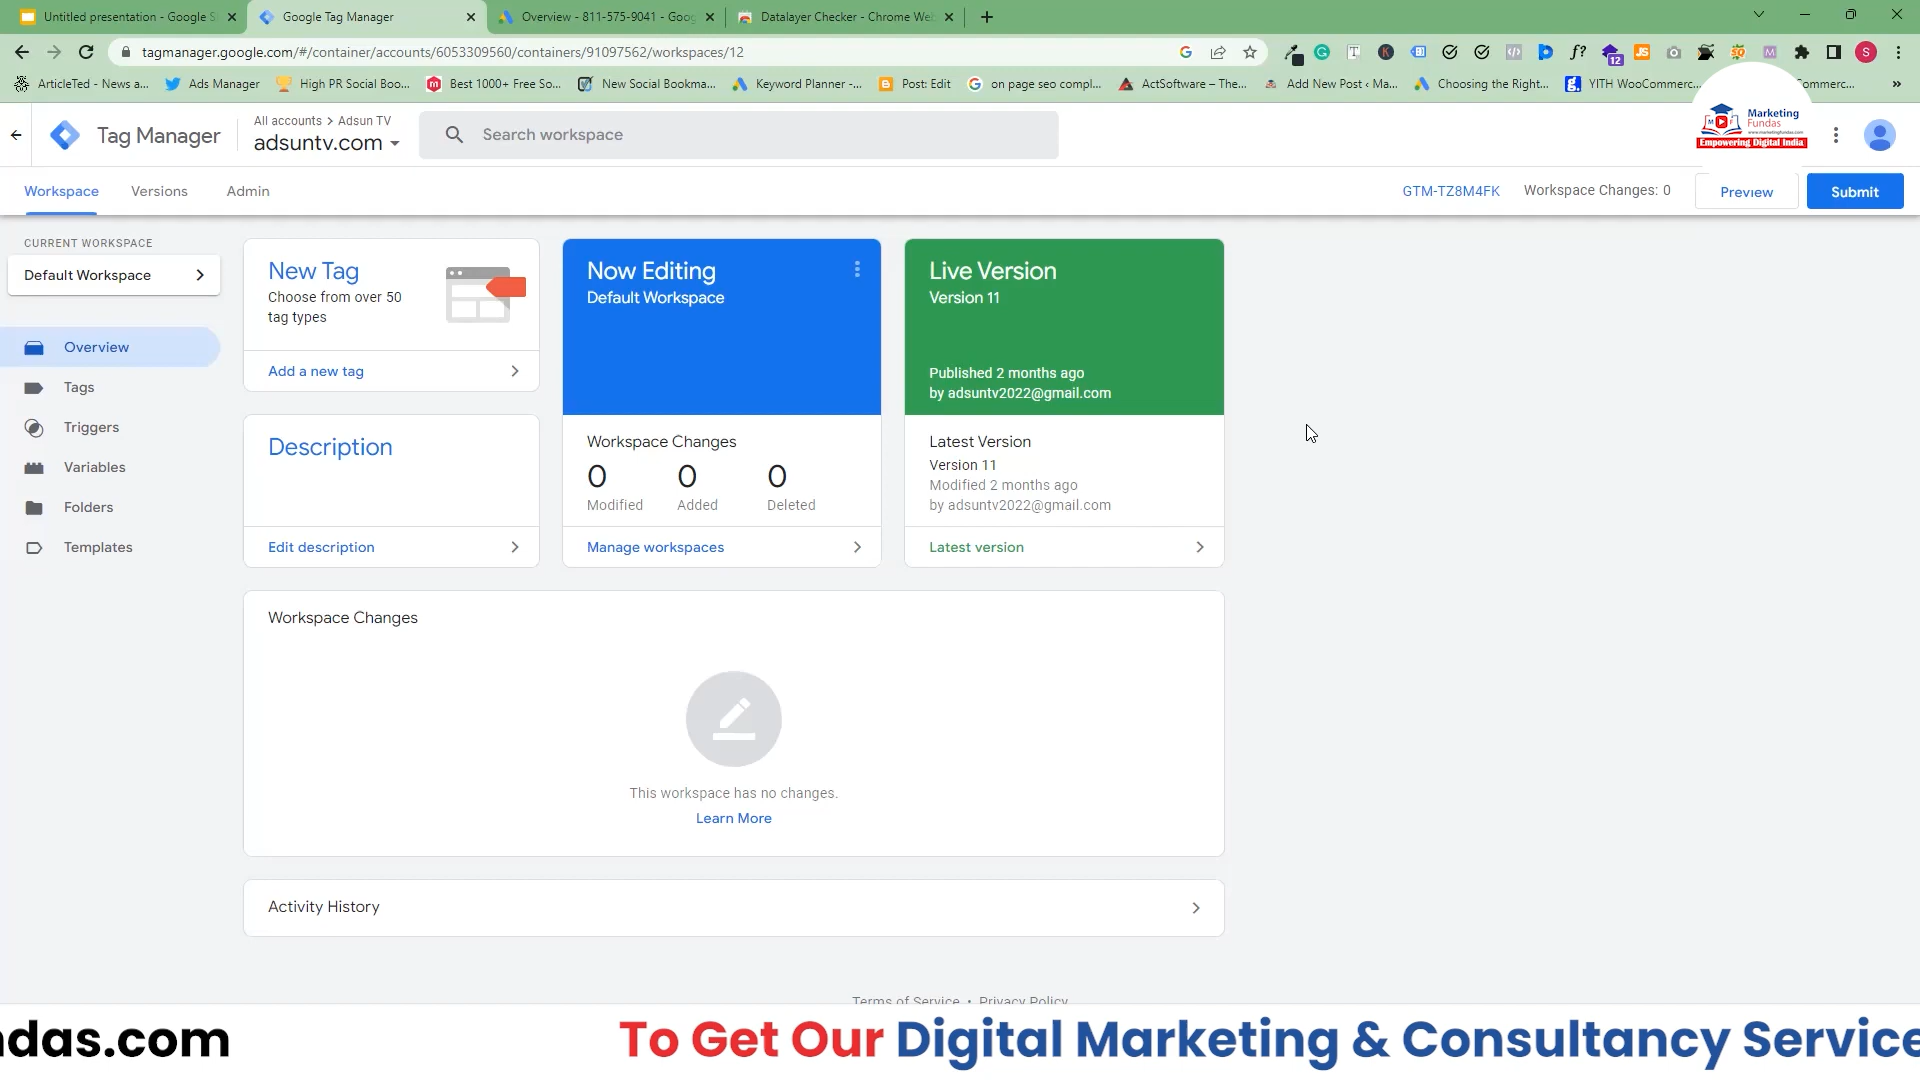 Untitled presentation - Google S
Google Tag Manager
Overview - 811-575-9041 - Goog
Datalayer Checker - Chrome We
tagmanager.google.com/#/container/accounts/6053309560/containers/91097562/workspaces/12
12
S
ArticleTed - News a...
Ads Manager
High PR Social Boo...
Best 1000+ Free So...
New Social Bookma...
Keyword Planner -...
Post: Edit
on page seo compl...
ActSoftware – The...
Add New Post ‹ Ma...
Choosing the Right...
YITH WooCommerc...
ommerc...
Tag Manager
All accounts > Adsun TV
adsuntv.com
Search workspace
Marketing
Fundas
www.marketingfundas.com
Empowering Digital India
Workspace
Versions
Admin
GTM-TZ8M4FK
Workspace Changes: 0
Preview
Submit
CURRENT WORKSPACE
Default Workspace
Overview
Tags
Triggers
Variables
Folders
Templates
New Tag
Choose from over 50
tag types
Add a new tag
Description
Edit description
Now Editing
Default Workspace
Workspace Changes
0 0 0
Modified Added Deleted
Manage workspaces
Live Version
Version 11
Published 2 months ago
by adsuntv2022@gmail.com
Latest Version
Version 11
Modified 2 months ago
by adsuntv2022@gmail.com
Latest version
Workspace Changes
This workspace has no changes.
Learn More
Activity History
Terms of Service • Privacy Policy
ndas.com
To Get Our Digital Marketing & Consultancy Service